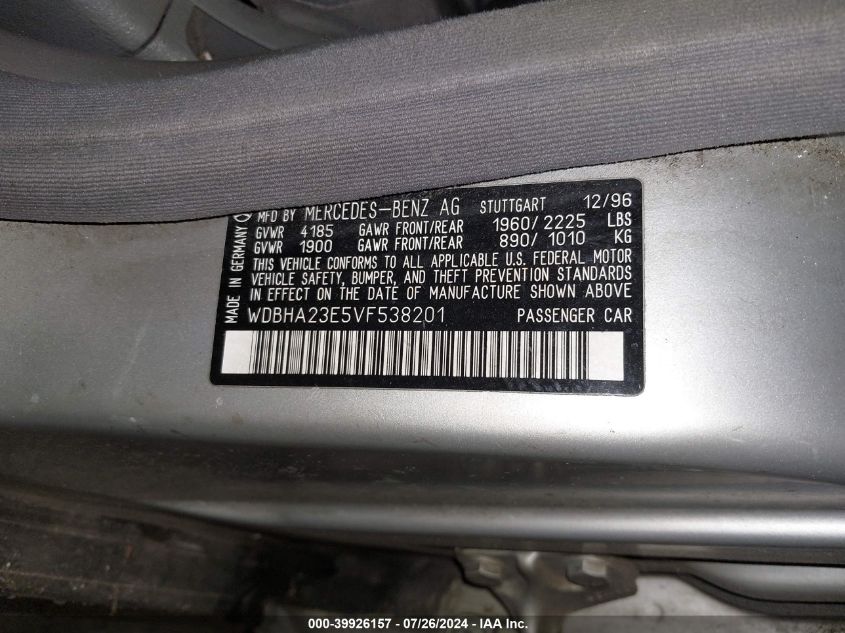 MFD BY MERCEDES-BENZ AG STUTTGART 12/96
GVWR 4185 GAWR FRONT/REAR 1960/2225 LBS
GVWR 1900 GAWR FRONT/REAR 890/1010 KG
THIS VEHICLE CONFORMS TO ALL APPLICABLE U.S. FEDERAL MOTOR
VEHICLE SAFETY, BUMPER, AND THEFT PREVENTION STANDARDS
IN EFFECT ON THE DATE OF MANUFACTURE SHOWN ABOVE
WDBHA23E5VF538201 PASSENGER CAR
MADE IN GERMANY
000-39926157 / 07/26/2024 - IAA Inc.